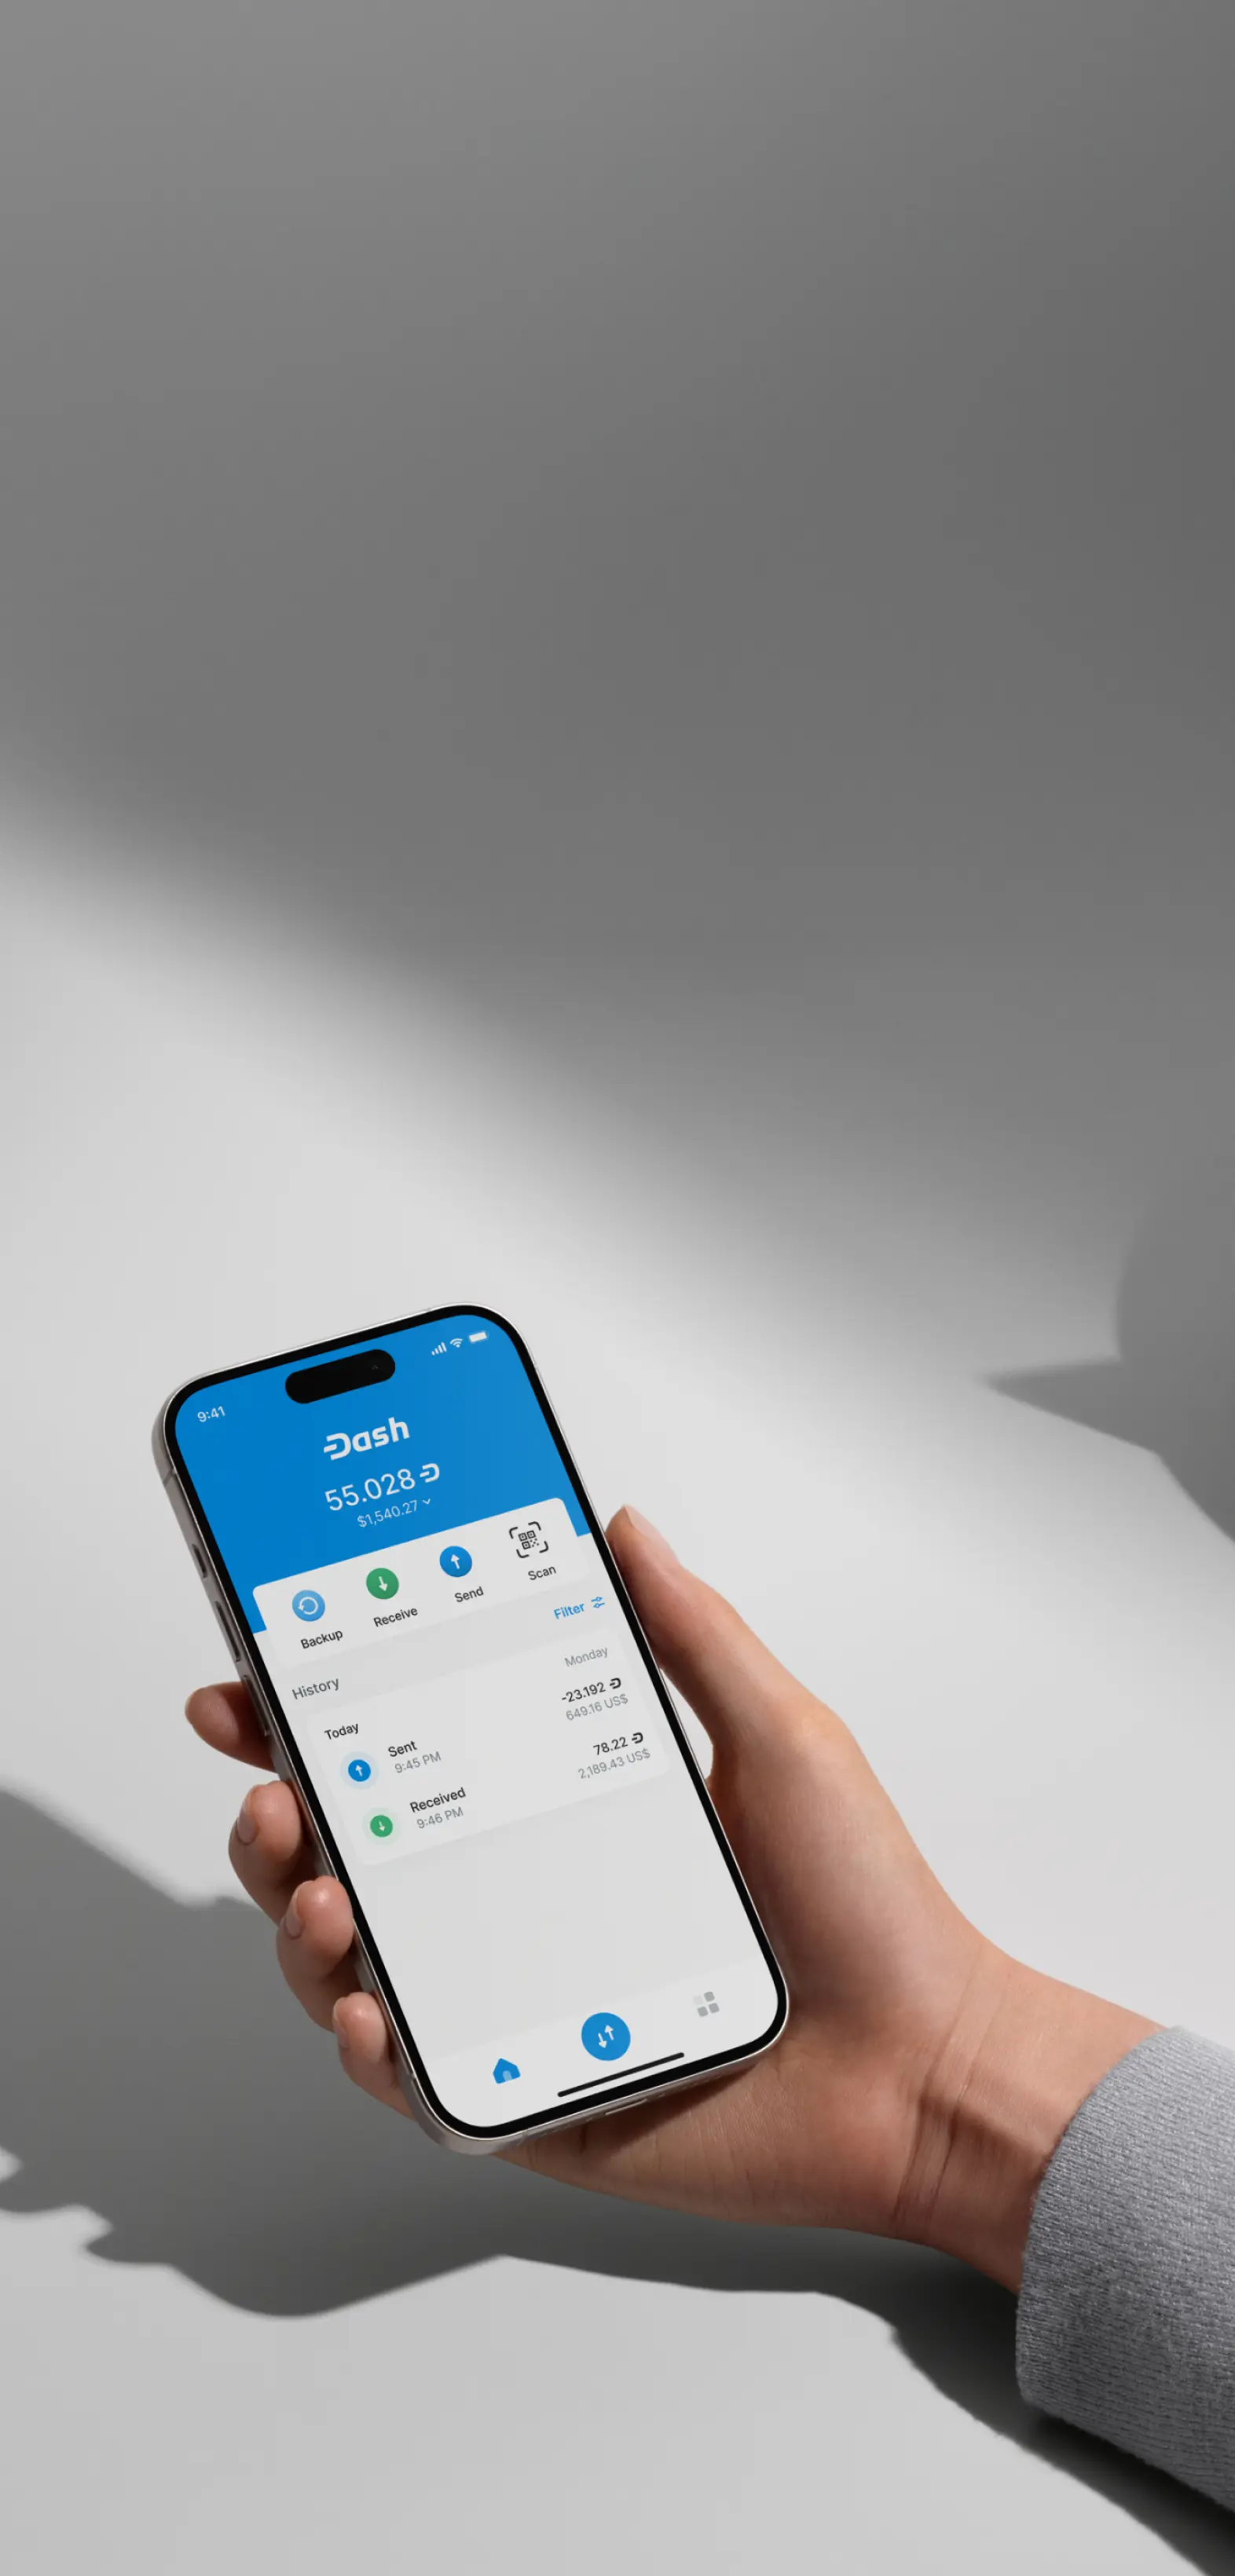 9:41
Dash
55.028
$1,540.27
Backup
Receive
Send
Scan
Filter
History
Monday
Today
Sent
9:45 PM
-23.192
649.16 US$
Received
9:46 PM
78.22
2,189.43 US$